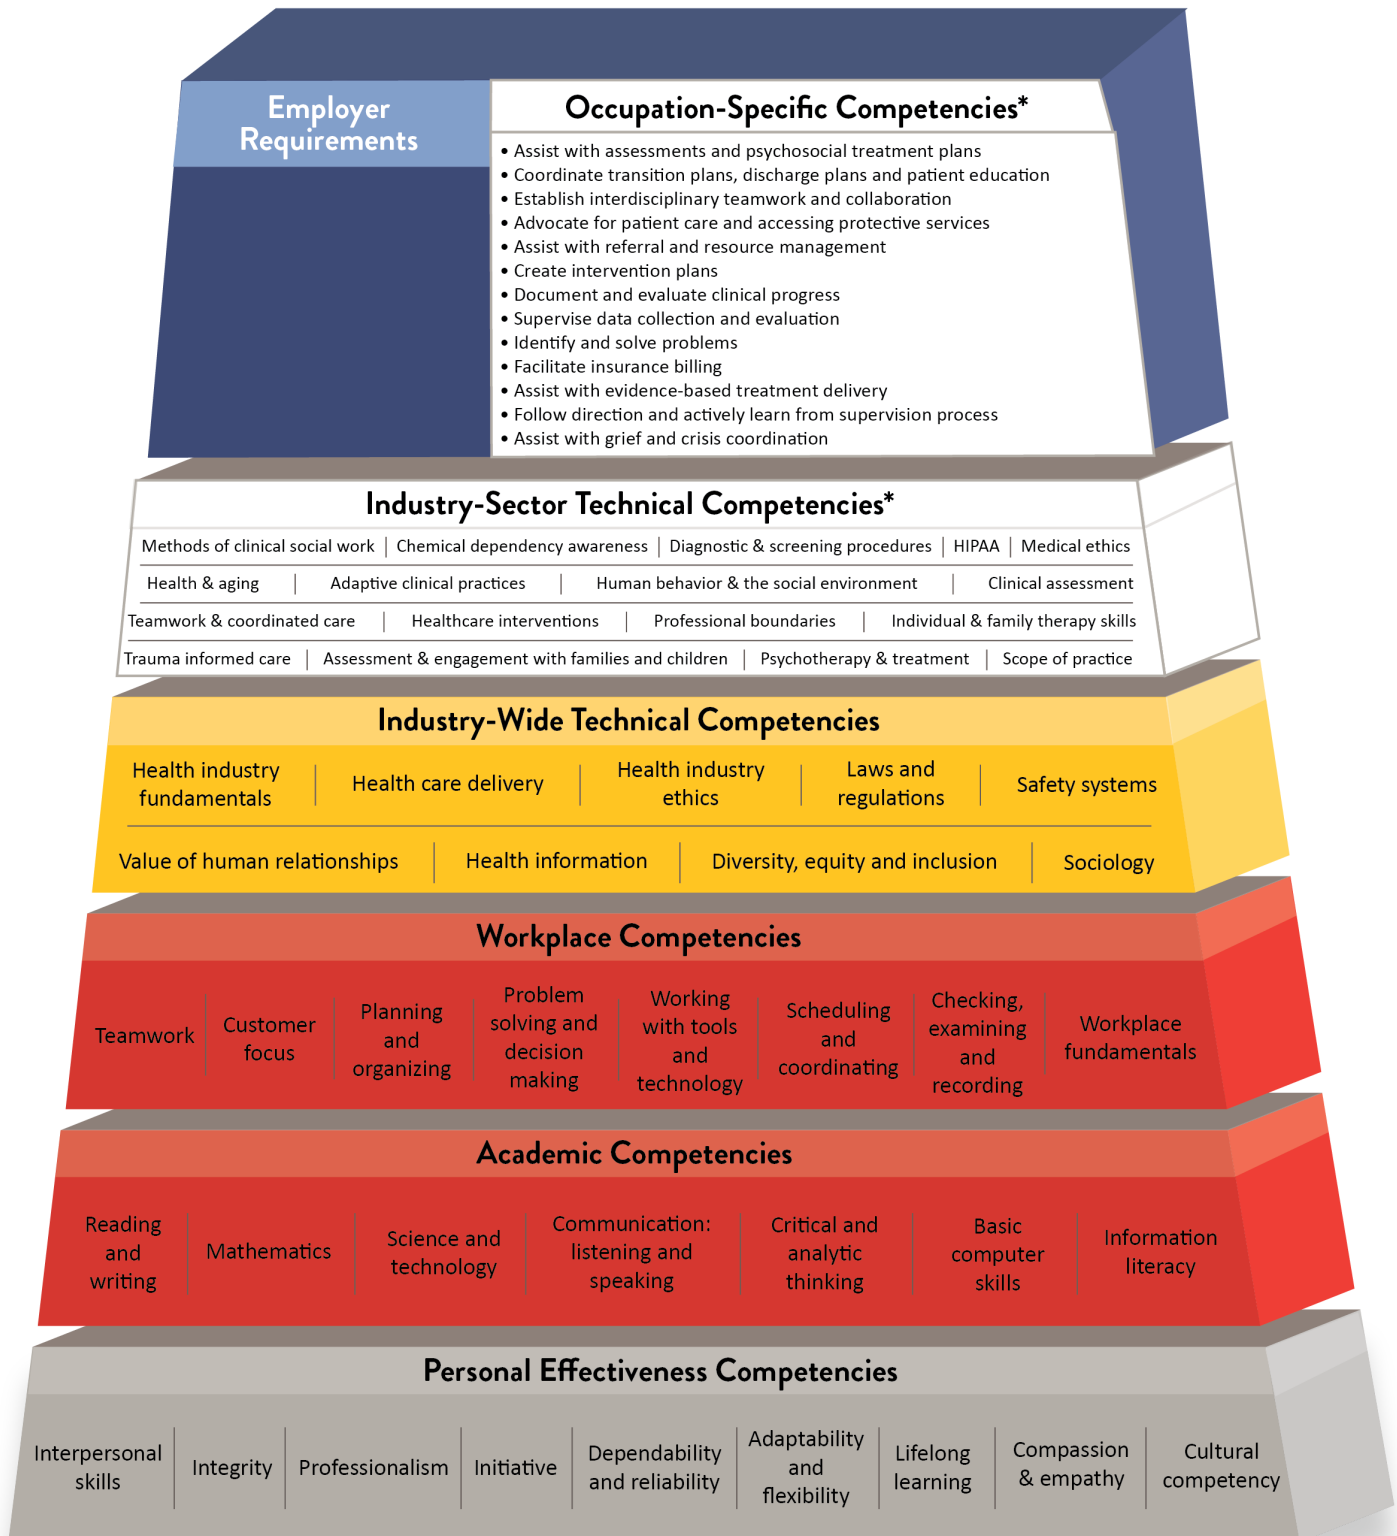 Employer
Requirements
Occupation-Specific Competencies*
• Assist with assessments and psychosocial treatment plans
• Coordinate transition plans, discharge plans and patient education
• Establish interdisciplinary teamwork and collaboration
• Advocate for patient care and accessing protective services
• Assist with referral and resource management
• Create intervention plans
• Document and evaluate clinical progress
• Supervise data collection and evaluation
• Identify and solve problems
• Facilitate insurance billing
• Assist with evidence-based treatment delivery
• Follow direction and actively learn from supervision process
• Assist with grief and crisis coordination
Industry-Sector Technical Competencies*
Methods of clinical social work | Chemical dependency awareness | Diagnostic & screening procedures | HIPAA | Medical ethics
Health & aging | Adaptive clinical practices | Human behavior & the social environment | Clinical assessment
Teamwork & coordinated care | Healthcare interventions | Professional boundaries | Individual & family therapy skills
Trauma informed care | Assessment & engagement with families and children | Psychotherapy & treatment | Scope of practice
Industry-Wide Technical Competencies
Health industry
fundamentals
Health care delivery
Health industry
ethics
Laws and
regulations
Safety systems
Value of human relationships
Health information
Diversity, equity and inclusion
Sociology
Workplace Competencies
Teamwork
Customer
focus
Planning
and
organizing
Problem
solving and
decision
making
Working
with tools
and
technology
Scheduling
and
coordinating
Checking,
examining
and
recording
Workplace
fundamentals
Academic Competencies
Reading
and
writing
Mathematics
Science and
technology
Communication:
listening and
speaking
Critical and
analytic
thinking
Basic
computer
skills
Information
literacy
Personal Effectiveness Competencies
Interpersonal
skills
Integrity
Professionalism
Initiative
Dependability
and reliability
Adaptability
and
flexibility
Lifelong
learning
Compassion
& empathy
Cultural
competency